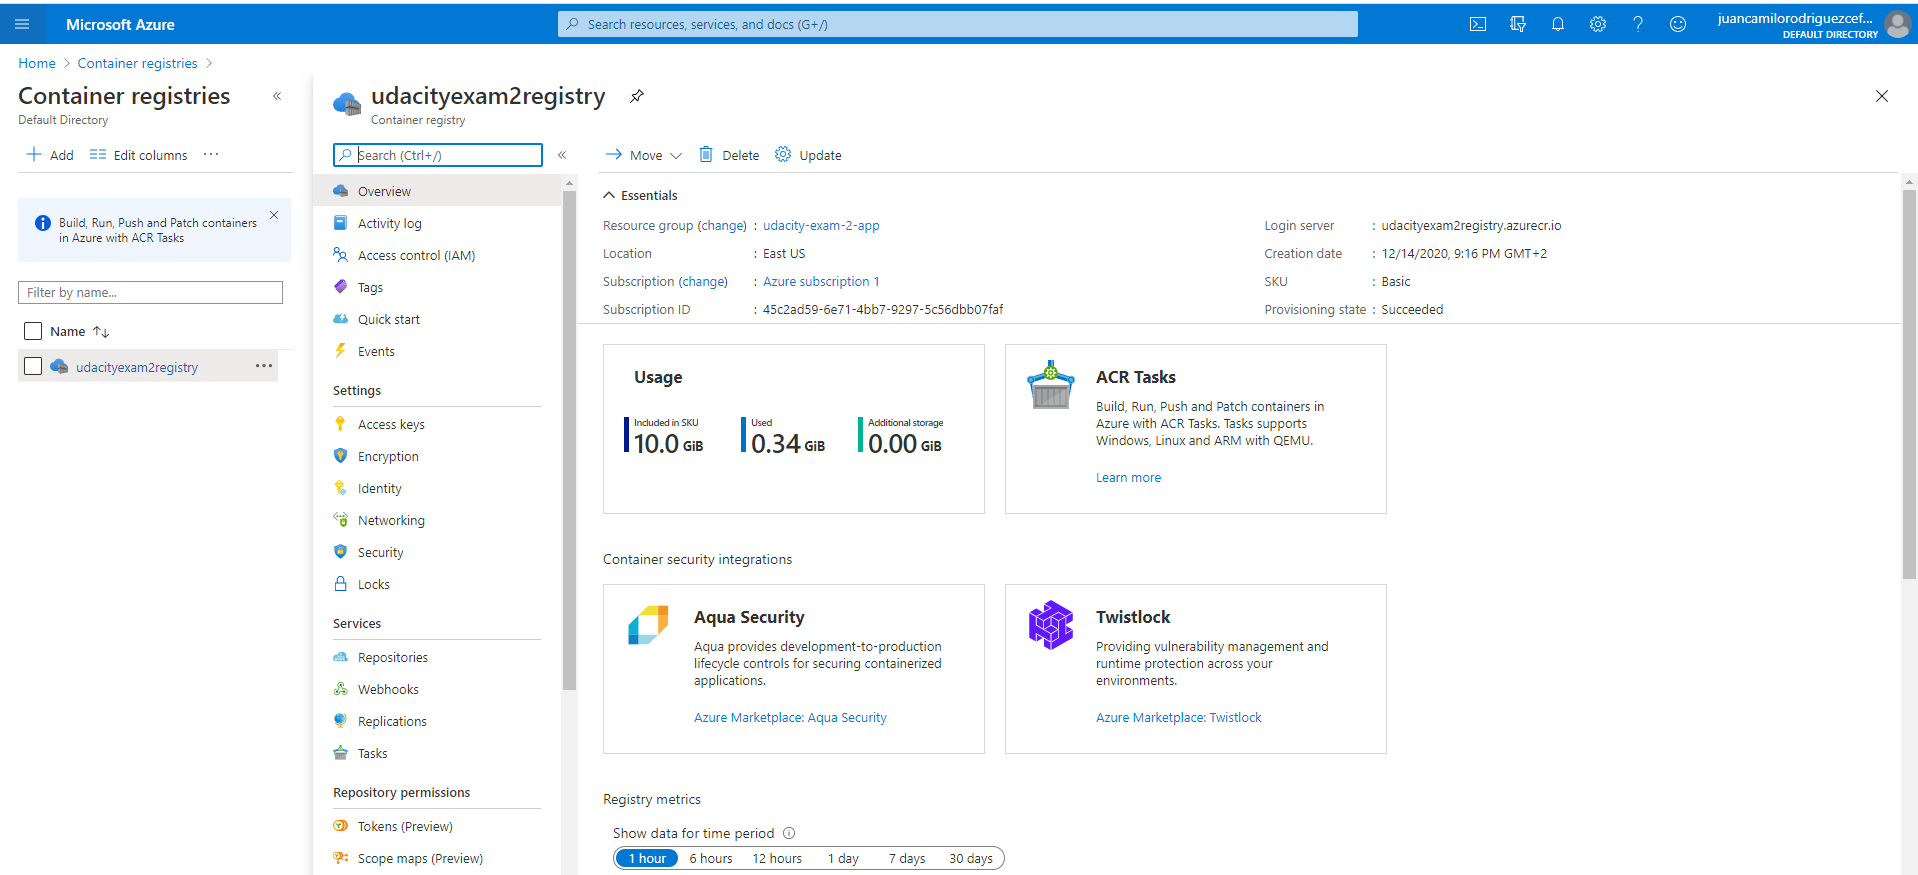 Microsoft Azure
Search resources, services, and docs (G+/)
juancamilorodriguezcef...
DEFAULT DIRECTORY
Home > Container registries >
Container registries
Default Directory
Add Edit columns ...
Build, Run, Push and Patch containers
in Azure with ACR Tasks
Filter by name...
Name
udacityexam2registry ...
udacityexam2registry
Container registry
Search (Ctrl+/)
Overview
Activity log
Access control (IAM)
Tags
Quick start
Events
Settings
Access keys
Encryption
Identity
Networking
Security
Locks
Services
Repositories
Webhooks
Replications
Tasks
Repository permissions
Tokens (Preview)
Scope maps (Preview)
Move Delete Update
Essentials
Resource group (change) : udacity-exam-2-app
Location : East US
Subscription (change) : Azure subscription 1
Subscription ID : 45c2ad59-6e71-4bb7-9297-5c56dbb07faf
Login server : udacityexam2registry.azurecr.io
Creation date : 12/14/2020, 9:16 PM GMT+2
SKU : Basic
Provisioning state : Succeeded
Usage
Included in SKU
10.0 GiB
Used
0.34 GiB
Additional storage
0.00 GiB
ACR Tasks
Build, Run, Push and Patch containers in
Azure with ACR Tasks. Tasks supports
Windows, Linux and ARM with QEMU.
Learn more
Container security integrations
Aqua Security
Aqua provides development-to-production
lifecycle controls for securing containerized
applications.
Azure Marketplace: Aqua Security
Twistlock
Providing vulnerability management and
runtime protection across your
environments.
Azure Marketplace: Twistlock
Registry metrics
Show data for time period
1 hour 6 hours 12 hours 1 day 7 days 30 days